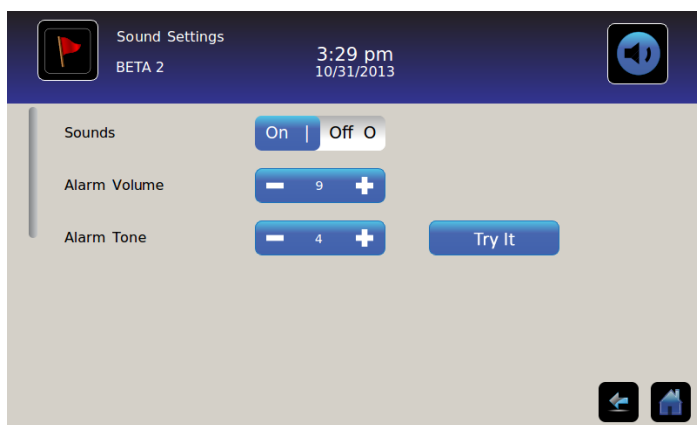 Sound Settings
BETA 2
3:29 pm
10/31/2013
Sounds On | Off O
Alarm Volume 9
Alarm Tone 4 Try It